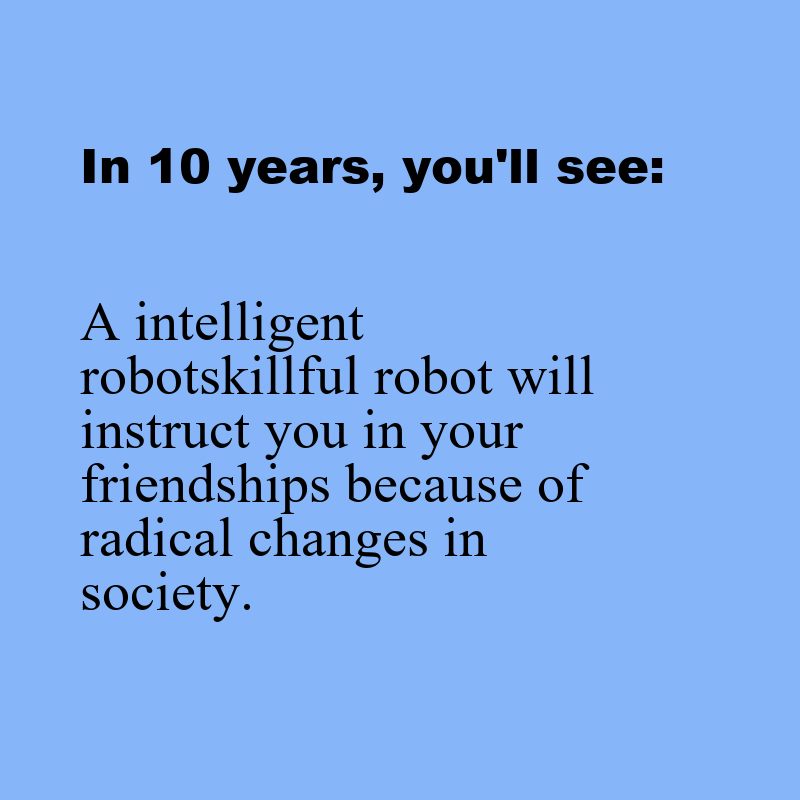 In 10 years, you'll see:
A intelligent
robotskillful robot will
instruct you in your
friendships because of
radical changes in
society.